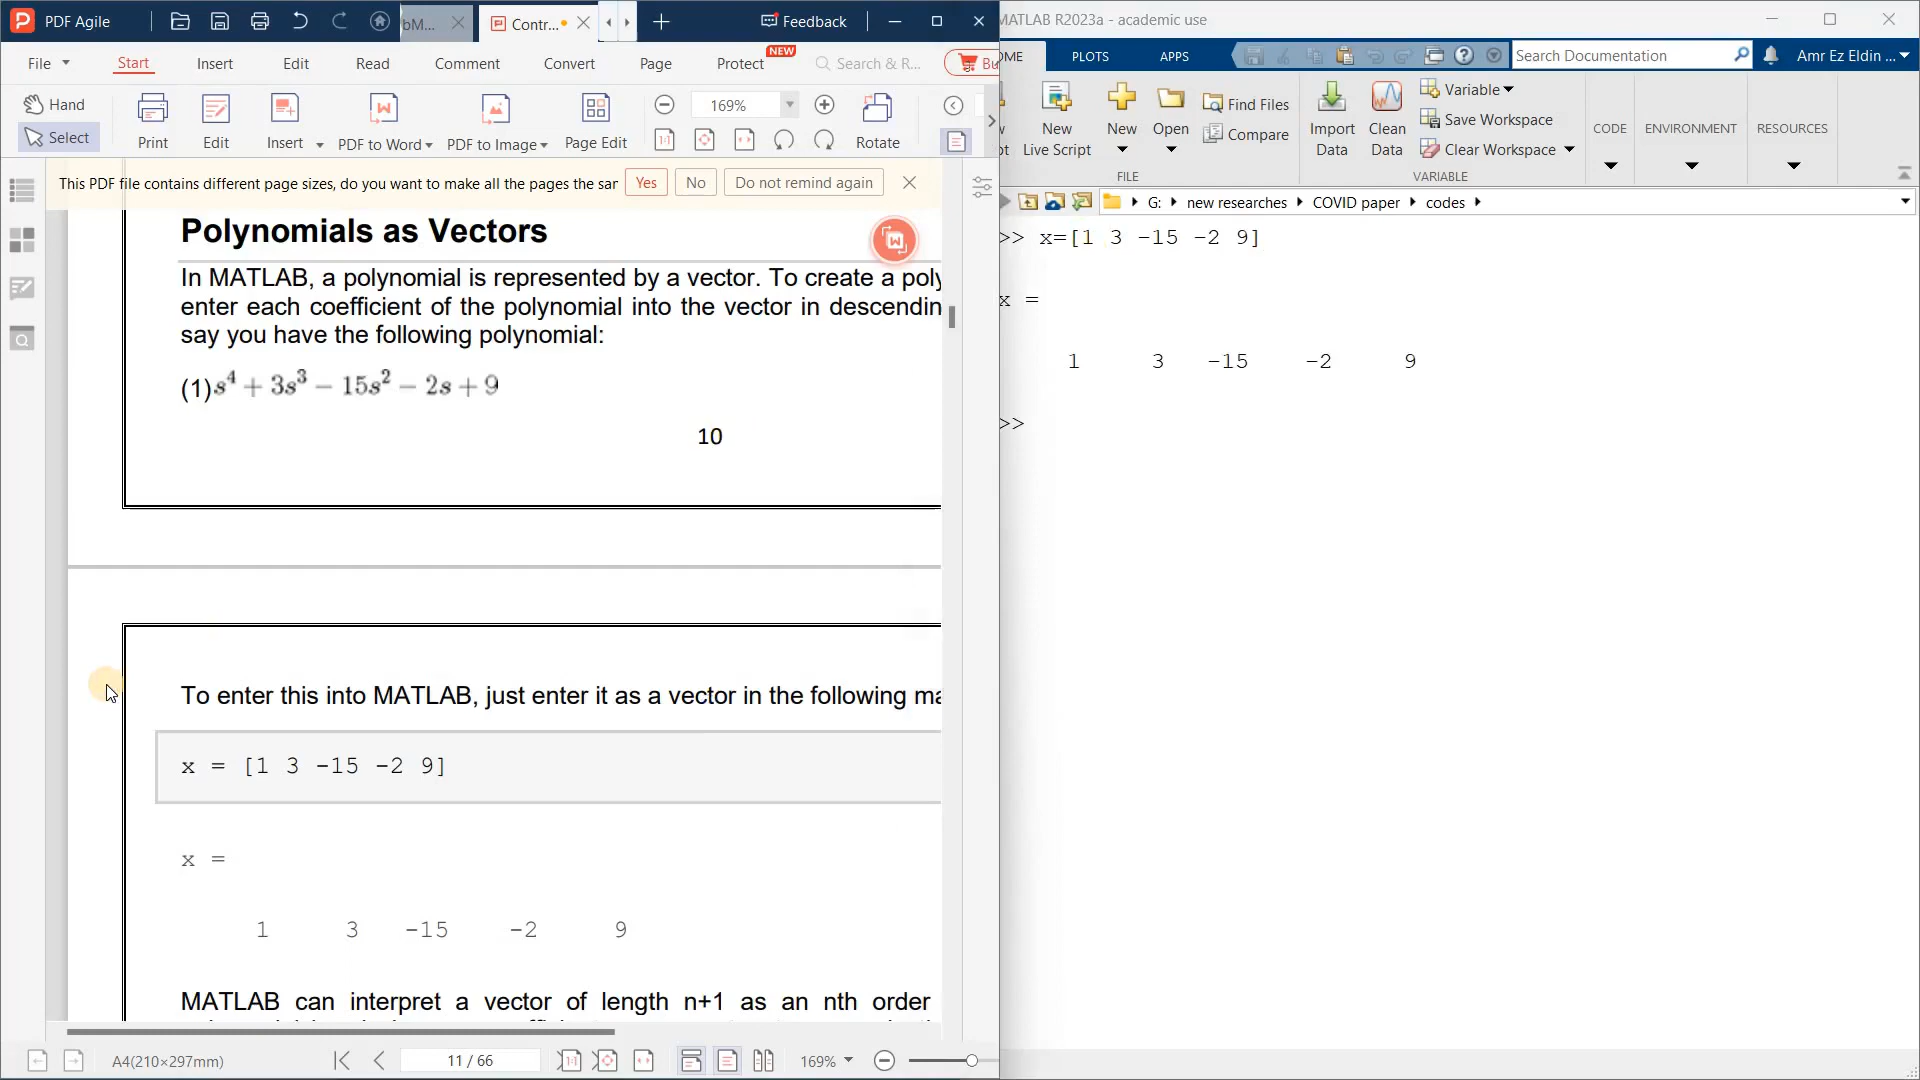 PDF Agile
bM...
Contr...
Feedback
File
Start
Insert
Edit
Read
Comment
Convert
Page
Protect
NEW
Search & R...
Bu
Hand
Select
Print
Edit
Insert
PDF to Word
PDF to Image
Page Edit
169%
Rotate
This PDF file contains different page sizes, do you want to make all the pages the sar
Yes
No
Do not remind again
Polynomials as Vectors
In MATLAB, a polynomial is represented by a vector. To create a poly
enter each coefficient of the polynomial into the vector in descendin
say you have the following polynomial:
(1) s⁴ + 3s³ − 15s² − 2s + 9
10
To enter this into MATLAB, just enter it as a vector in the following ma
x = [1 3 -15 -2 9]
x =
1 3 -15 -2 9
MATLAB can interpret a vector of length n+1 as an nth order
A4(210×297mm)
11 / 66
169%
MATLAB R2023a - academic use
OME
PLOTS
APPS
Search Documentation
Amr Ez Eldin ...
New
Live Script
New
Open
Find Files
Compare
Import
Data
Clean
Data
Variable
Save Workspace
Clear Workspace
CODE
ENVIRONMENT
RESOURCES
FILE
VARIABLE
G:
new researches
COVID paper
codes
>> x=[1 3 -15 -2 9]
x =
1 3 -15 -2 9
>>